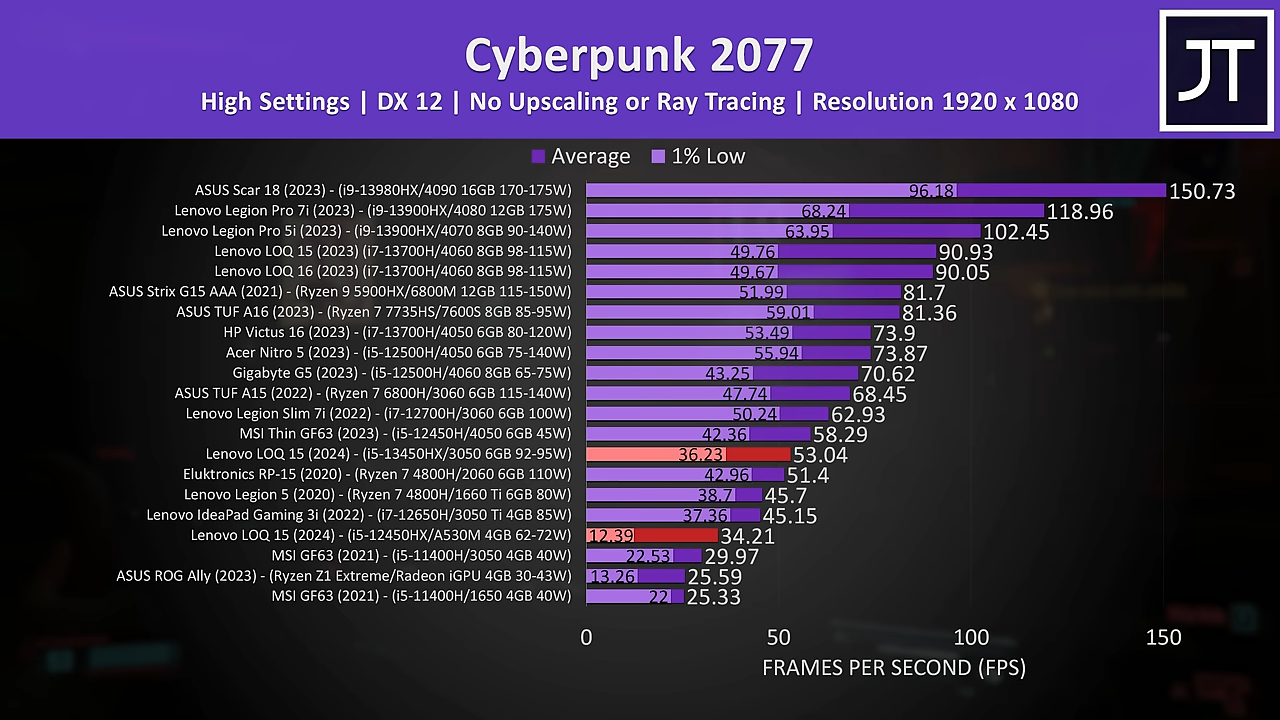 Cyberpunk 2077
High Settings | DX 12 | No Upscaling or Ray Tracing | Resolution 1920 x 1080
JT
Average 1% Low
ASUS Scar 18 (2023) - (i9-13980HX/4090 16GB 170-175W) 96.18 150.73
Lenovo Legion Pro 7i (2023) - (i9-13900HX/4080 12GB 175W) 68.24 118.96
Lenovo Legion Pro 5i (2023) - (i9-13900HX/4070 8GB 90-140W) 63.95 102.45
Lenovo LOQ 15 (2023) - (i7-13700H/4060 8GB 98-115W) 49.76 90.93
Lenovo LOQ 16 (2023) - (i7-13700H/4060 8GB 98-115W) 49.67 90.05
ASUS Strix G15 AAA (2021) - (Ryzen 9 5900HX/6800M 12GB 115-150W) 51.99 81.7
ASUS TUF A16 (2023) - (Ryzen 7 7735HS/7600S 8GB 85-95W) 59.01 81.36
HP Victus 16 (2023) - (i7-13700H/4050 6GB 80-120W) 53.49 73.9
Acer Nitro 5 (2023) - (i5-12500H/4050 6GB 75-140W) 55.94 73.87
Gigabyte G5 (2023) - (i5-12500H/4060 8GB 65-75W) 43.25 70.62
ASUS TUF A15 (2022) - (Ryzen 7 6800H/3060 6GB 115-140W) 47.74 68.45
Lenovo Legion Slim 7i (2022) - (i7-12700H/3060 6GB 100W) 50.24 62.93
MSI Thin GF63 (2023) - (i5-12450H/4050 6GB 45W) 42.36 58.29
Lenovo LOQ 15 (2024) - (i5-13450HX/3050 6GB 92-95W) 36.23 53.04
Eluktronics RP-15 (2020) - (Ryzen 7 4800H/2060 6GB 110W) 42.96 51.4
Lenovo Legion 5 (2020) - (Ryzen 7 4800H/1660 Ti 6GB 80W) 38.7 45.7
Lenovo IdeaPad Gaming 3i (2022) - (i7-12650H/3050 Ti 4GB 85W) 37.36 45.15
Lenovo LOQ 15 (2024) - (i5-12450HX/A530M 4GB 62-72W) 12.39 34.21
MSI GF63 (2021) - (i5-11400H/3050 4GB 40W) 22.53 29.97
ASUS ROG Ally (2023) - (Ryzen Z1 Extreme/Radeon iGPU 4GB 30-43W) 13.26 25.59
MSI GF63 (2021) - (i5-11400H/1650 4GB 40W) 22 25.33
0 50 100 150
FRAMES PER SECOND (FPS)